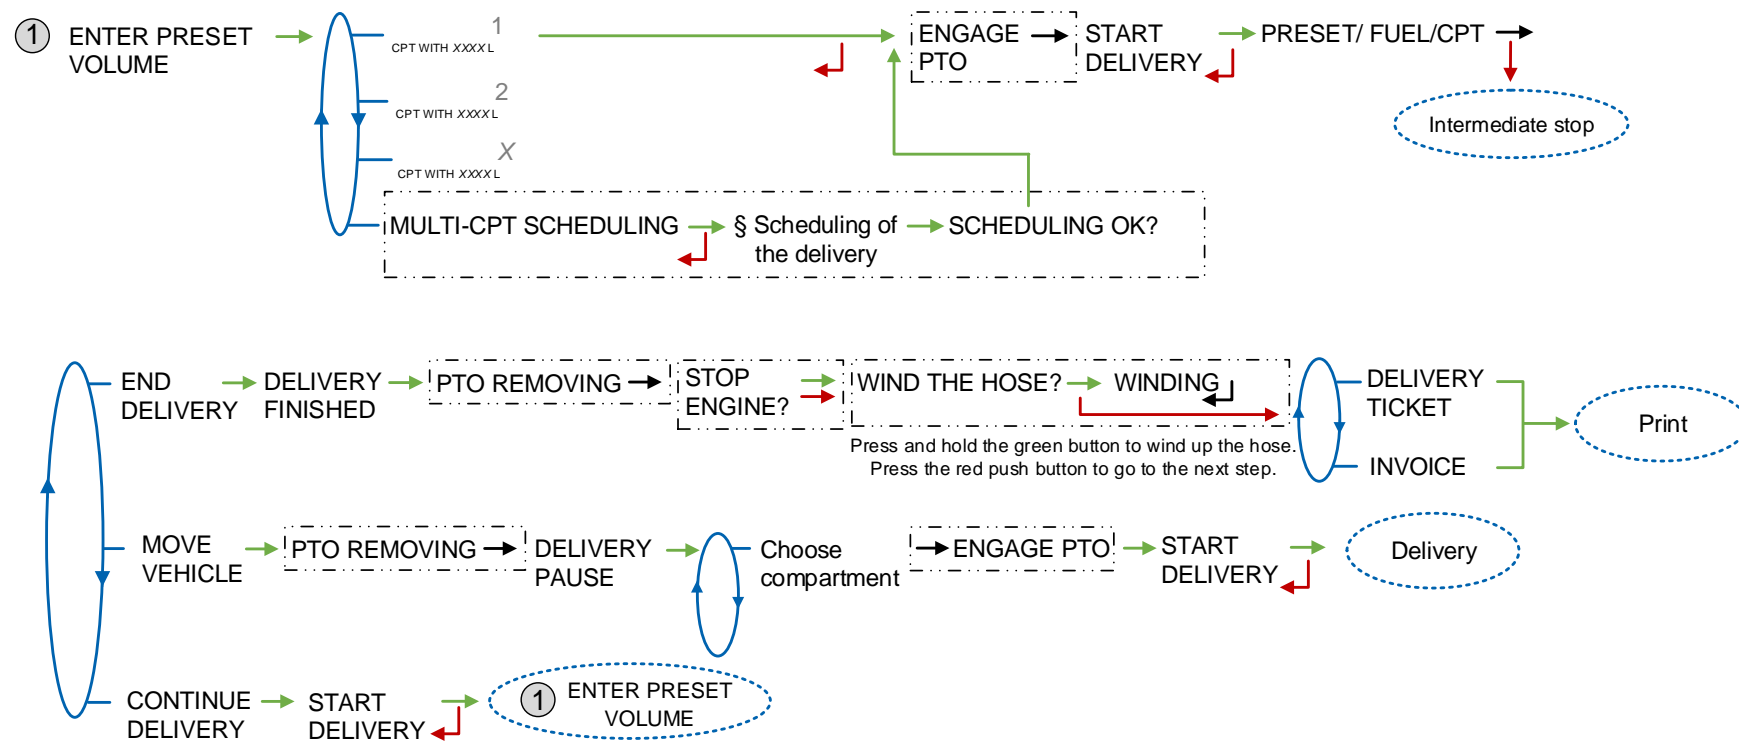 1 ENTER PRESET
VOLUME
1
CPT WITH XXXX L
2
CPT WITH XXXX L
X
CPT WITH XXXX L
MULTI-CPT SCHEDULING
§ Scheduling of
the delivery
SCHEDULING OK?
ENGAGE
PTO
START
DELIVERY
PRESET/ FUEL/CPT
Intermediate stop
END
DELIVERY
DELIVERY
FINISHED
PTO REMOVING
STOP
ENGINE?
WIND THE HOSE?
WINDING
Press and hold the green button to wind up the hose.
Press the red push button to go to the next step.
DELIVERY
TICKET
INVOICE
Print
MOVE
VEHICLE
PTO REMOVING
DELIVERY
PAUSE
Choose
compartment
ENGAGE PTO
START
DELIVERY
Delivery
CONTINUE
DELIVERY
START
DELIVERY
1 ENTER PRESET
VOLUME